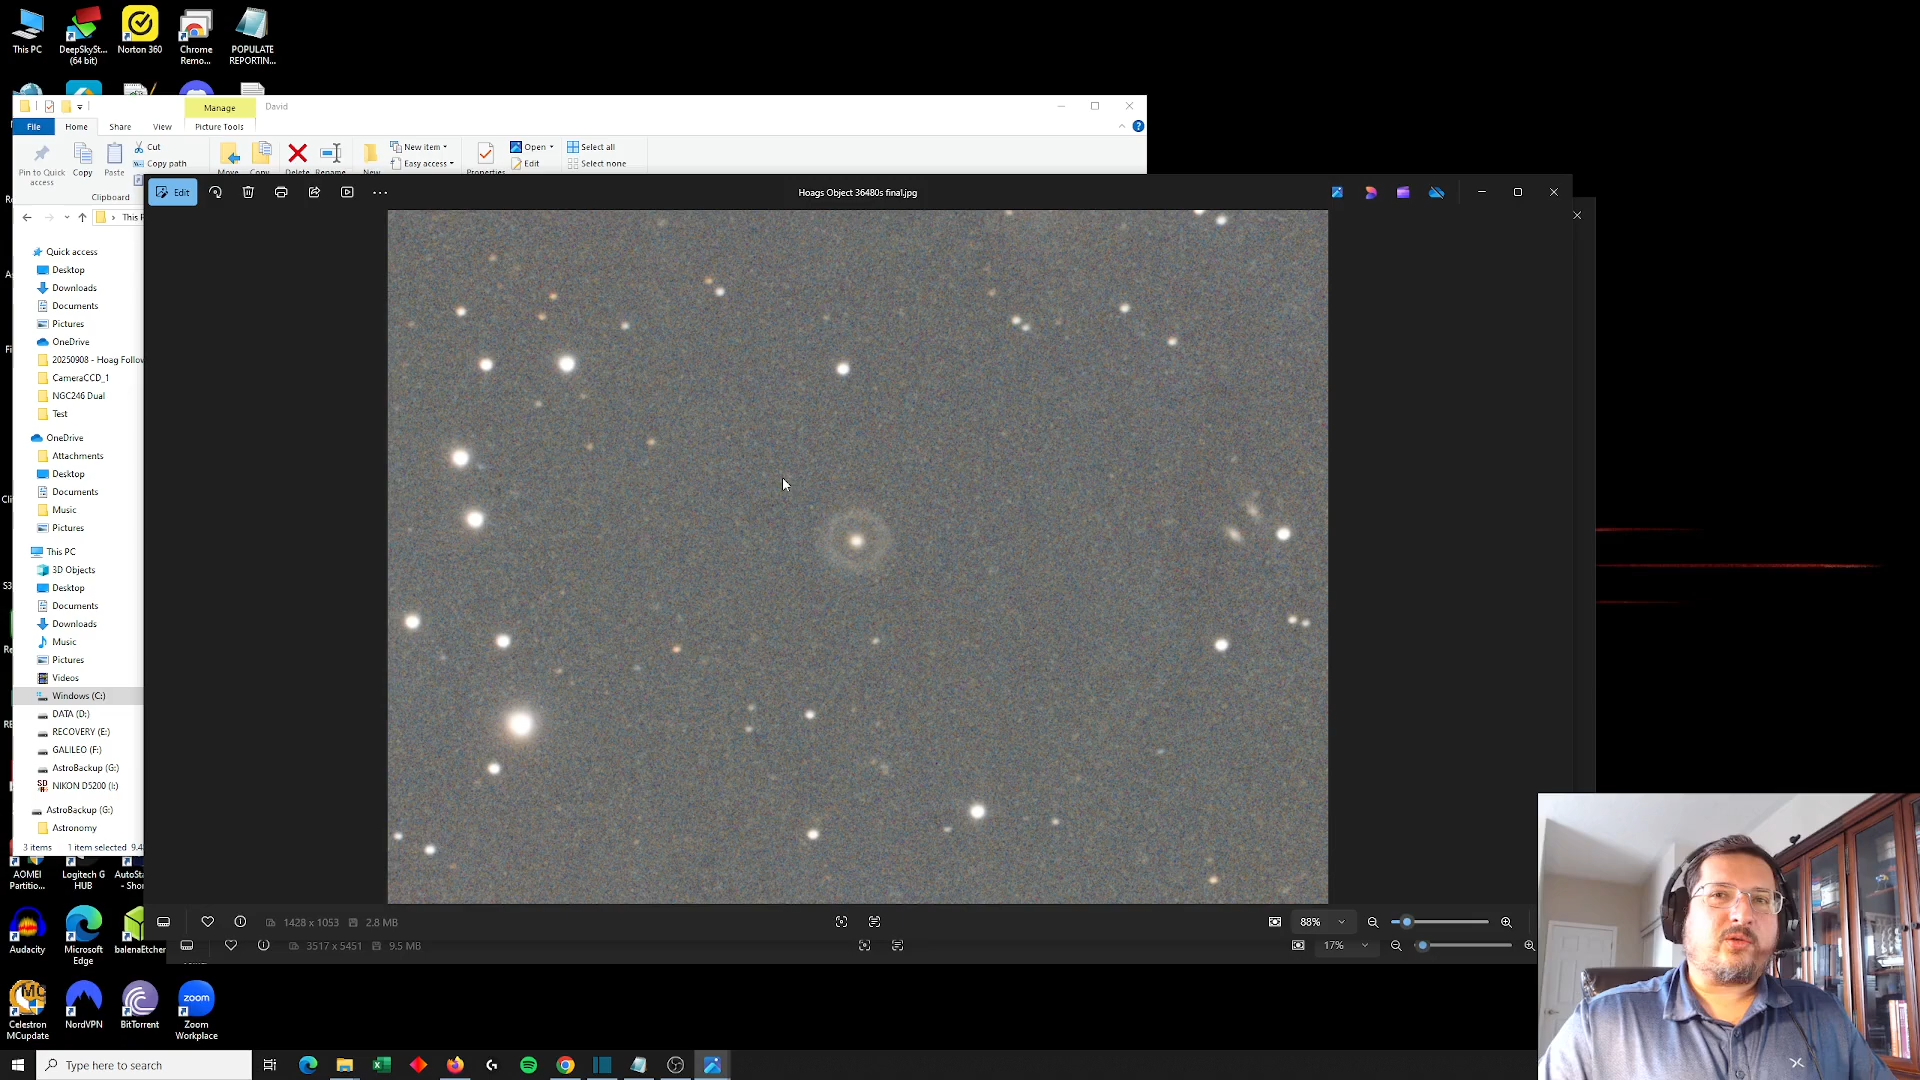 This PC
DeepSkySt...
(64 bit)
Norton 360
Chrome
Remo...
POPULATE
REPORTIN...
Manage
David
File
Home
Share
View
Picture Tools
Pin to Quick
access
Copy
Paste
Cut
Copy path
Clipboard
New item
Easy access
Open
Edit
Select all
Select none
Edit
Hoags Object 36480s final.jpg
Quick access
Desktop
Downloads
Documents
Pictures
OneDrive
20250908 - Hoag Follow
CameraCCD_1
NGC246 Dual
Test
OneDrive
Attachments
Desktop
Documents
Music
Pictures
This PC
3D Objects
Desktop
Documents
Downloads
Music
Pictures
Videos
Windows (C:)
DATA (D:)
RECOVERY (E:)
GALILEO (F:)
AstroBackup (G:)
NIKON D5200 (I:)
AstroBackup (G:)
Astronomy
3 items
1 item selected
1428 x 1053
2.8 MB
88%
3517 x 5451
9.5 MB
17%
AOMEI
Partitio...
Logitech G
HUB
AutoSta
- Shor
Audacity
Microsoft
Edge
balenaEtcher
Celestron
MCupdate
NordVPN
BitTorrent
zoom
Zoom
Workplace
Type here to search